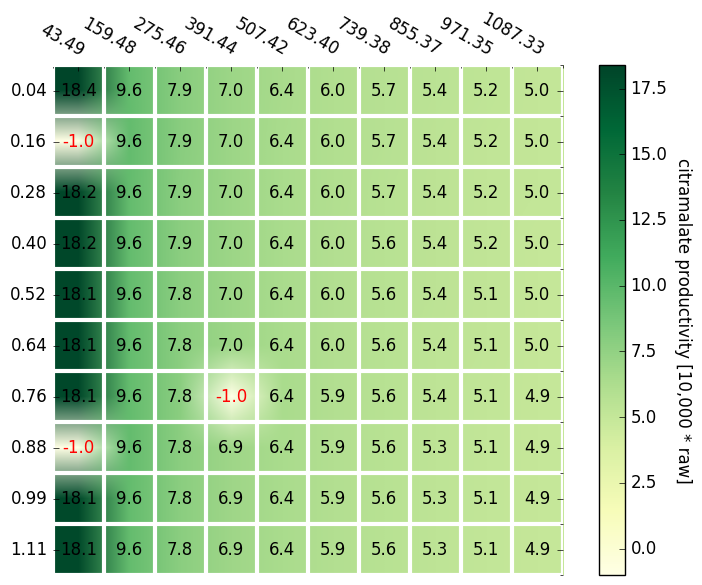 43.49 159.48 275.46 391.44 507.42 623.40 739.38 855.37 971.35 1087.33
0.04 18.4 9.6 7.9 7.0 6.4 6.0 5.7 5.4 5.2 5.0
0.16 -1.0 9.6 7.9 7.0 6.4 6.0 5.7 5.4 5.2 5.0
0.28 18.2 9.6 7.9 7.0 6.4 6.0 5.7 5.4 5.2 5.0
0.40 18.2 9.6 7.9 7.0 6.4 6.0 5.6 5.4 5.2 5.0
0.52 18.1 9.6 7.8 7.0 6.4 6.0 5.6 5.4 5.1 5.0
0.64 18.1 9.6 7.8 7.0 6.4 6.0 5.6 5.4 5.1 5.0
0.76 18.1 9.6 7.8 -1.0 6.4 5.9 5.6 5.4 5.1 4.9
0.88 -1.0 9.6 7.8 6.9 6.4 5.9 5.6 5.3 5.1 4.9
0.99 18.1 9.6 7.8 6.9 6.4 5.9 5.6 5.3 5.1 4.9
1.11 18.1 9.6 7.8 6.9 6.4 5.9 5.6 5.3 5.1 4.9
17.5
15.0
12.5
10.0
7.5
5.0
2.5
0.0
citramalate productivity [10,000 * raw]